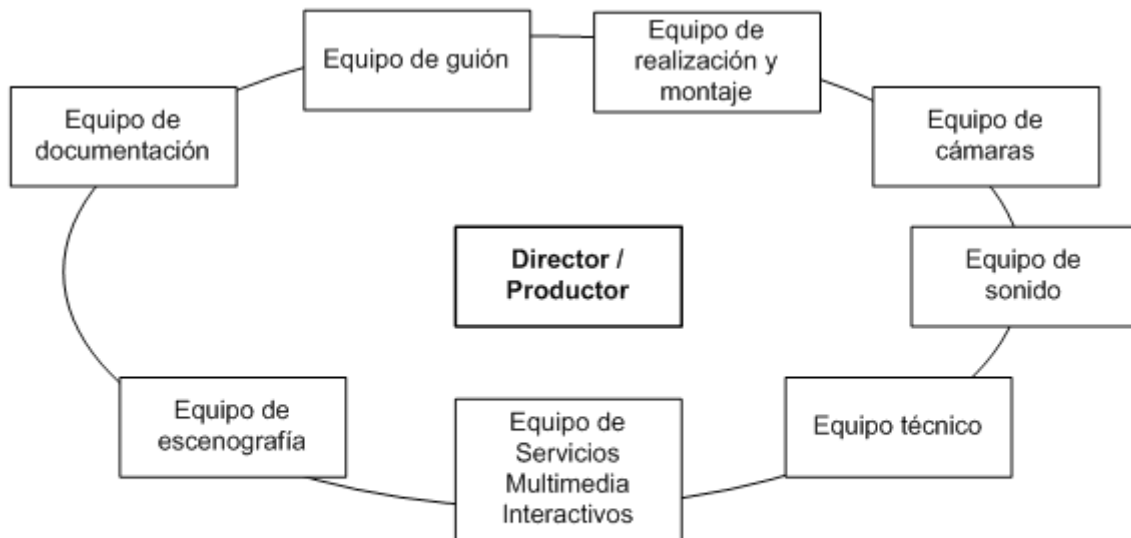 Equipo de guión
Equipo de
realización y
montaje
Equipo de
documentación
Equipo de
cámaras
Director /
Productor
Equipo de
sonido
Equipo de
escenografía
Equipo de
Servicios
Multimedia
Interactivos
Equipo técnico